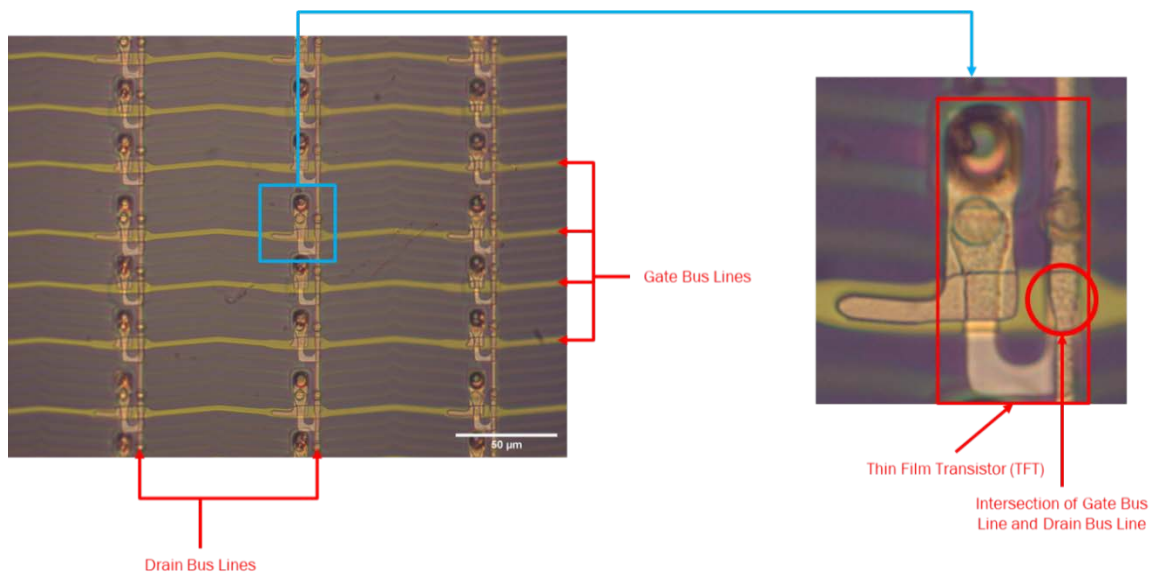 Gate Bus Lines
50 µm
Thin Film Transistor (TFT)
Intersection of Gate Bus
Line and Drain Bus Line
Drain Bus Lines